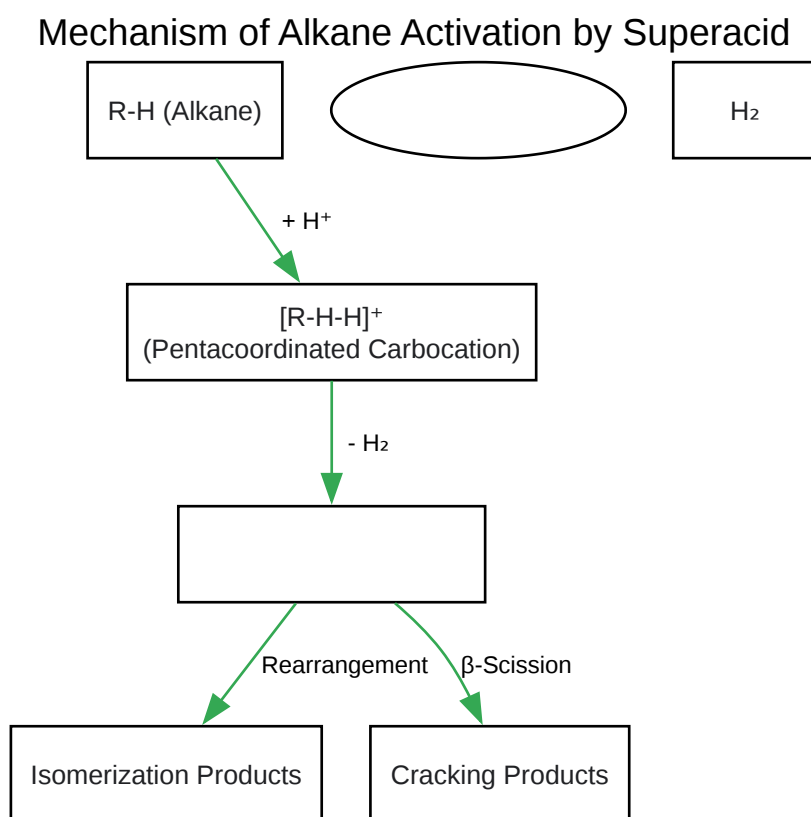 Mechanism of Alkane Activation by Superacid
R-H (Alkane)
H₂
+ H⁺
[R-H-H]⁺
(Pentacoordinated Carbocation)
- H₂
Rearrangement
β-Scission
Isomerization Products
Cracking Products